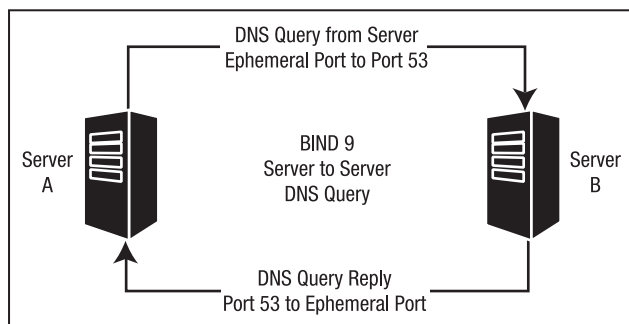 DNS Query from Server
Ephemeral Port to Port 53
Server
A
BIND 9
Server to Server
DNS Query
Server
B
DNS Query Reply
Port 53 to Ephemeral Port